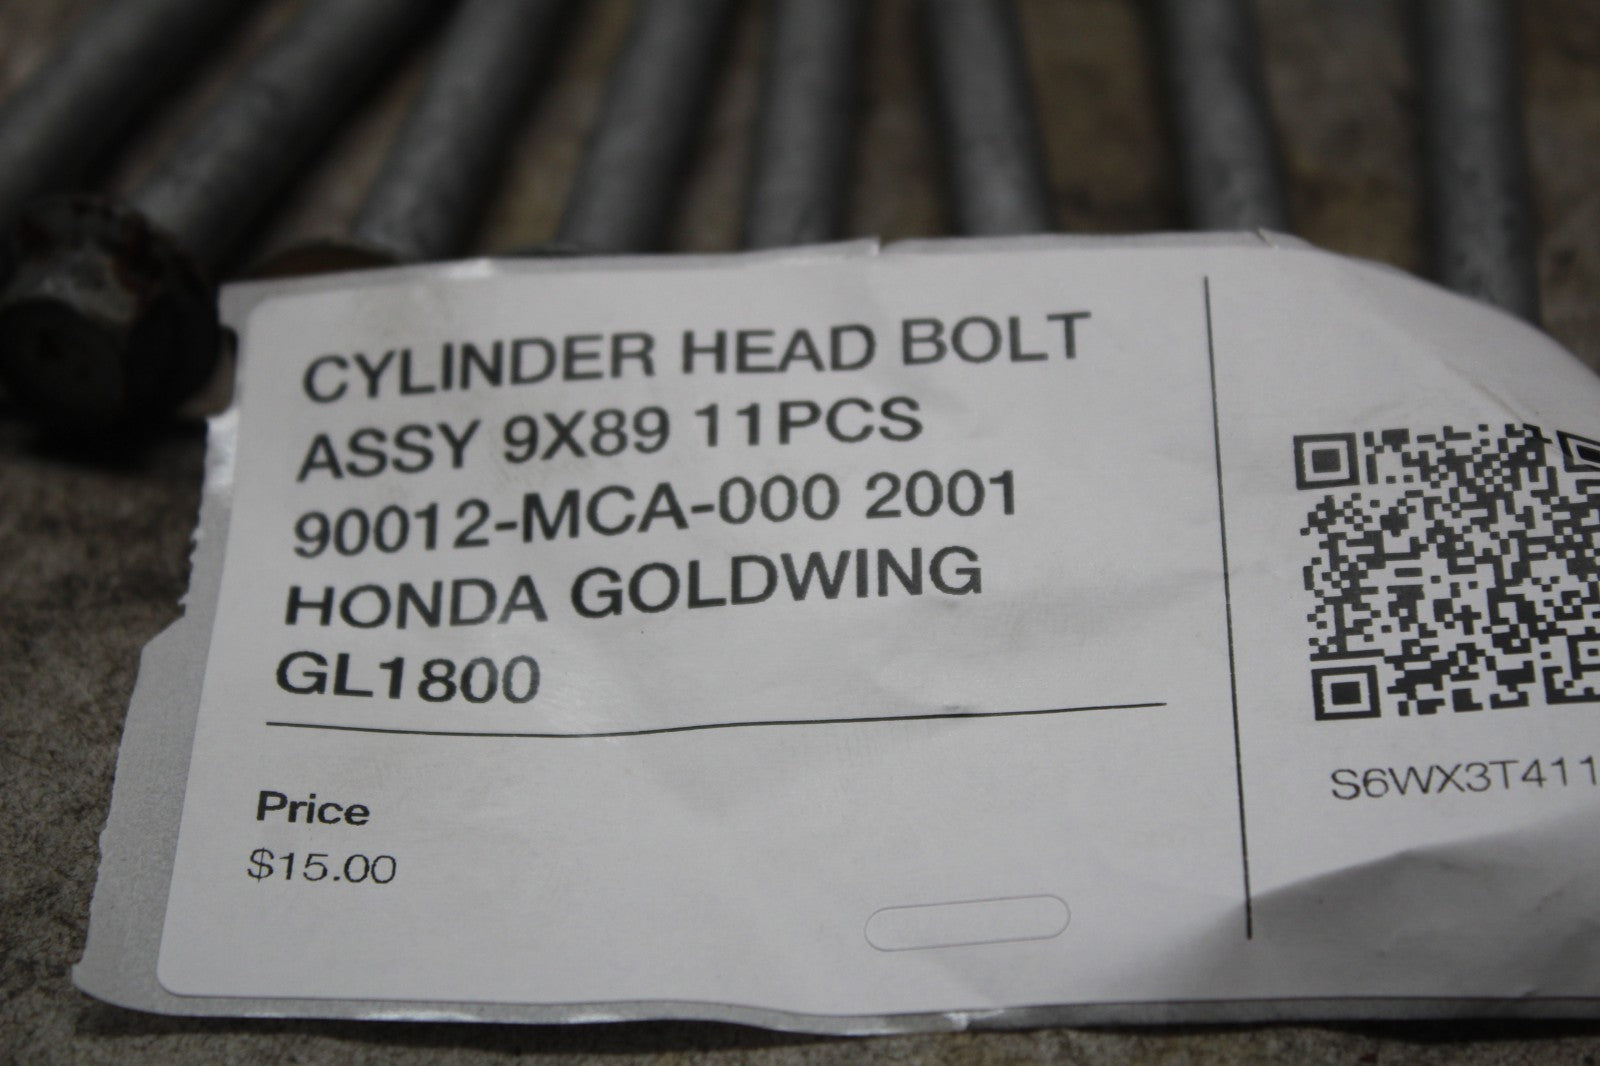 CYLINDER HEAD BOLT
ASSY 9X89 11PCS
90012-MCA-000 2001
HONDA GOLDWING
GL1800
Price
$15.00
S6WX3T411